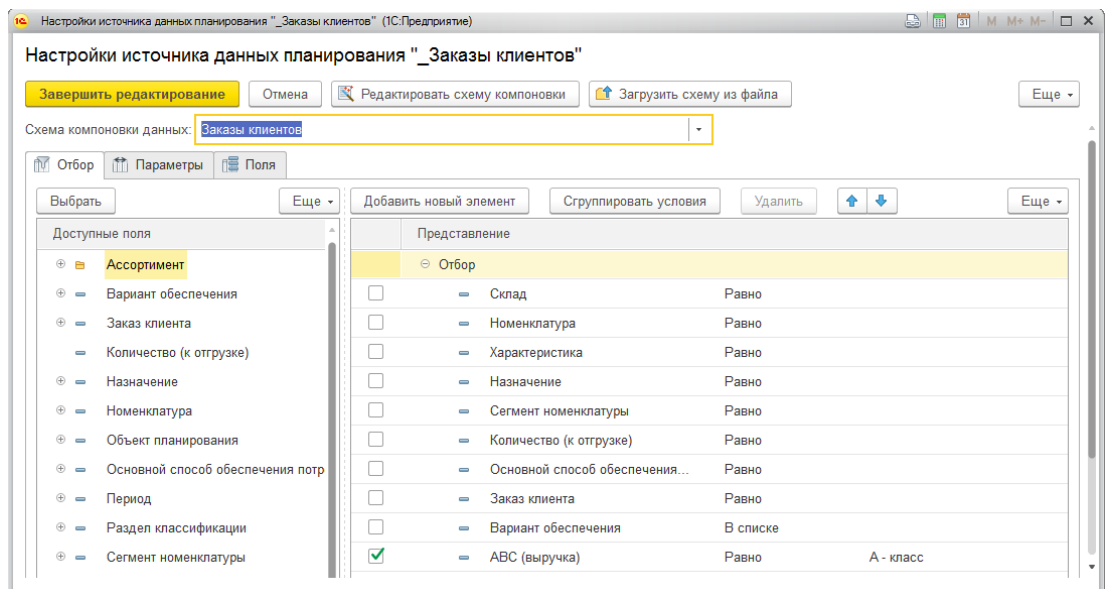 Настройки источника данных планирования "_Заказы клиентов" (1С:Предприятие)
M M+ M-
Настройки источника данных планирования "_Заказы клиентов"
Завершить редактирование Отмена Редактировать схему компоновки Загрузить схему из файла Еще
Схема компоновки данных: Заказы клиентов
Отбор Параметры Поля
Выбрать Еще Добавить новый элемент Сгруппировать условия Удалить Еще
Доступные поля Представление
Ассортимент Отбор
Вариант обеспечения Склад Равно
Заказ клиента Номенклатура Равно
Количество (к отгрузке) Характеристика Равно
Назначение Назначение Равно
Номенклатура Сегмент номенклатуры Равно
Объект планирования Количество (к отгрузке) Равно
Основной способ обеспечения потр Основной способ обеспечения... Равно
Период Заказ клиента Равно
Раздел классификации Вариант обеспечения В списке
Сегмент номенклатуры ABC (выручка) Равно A - класс